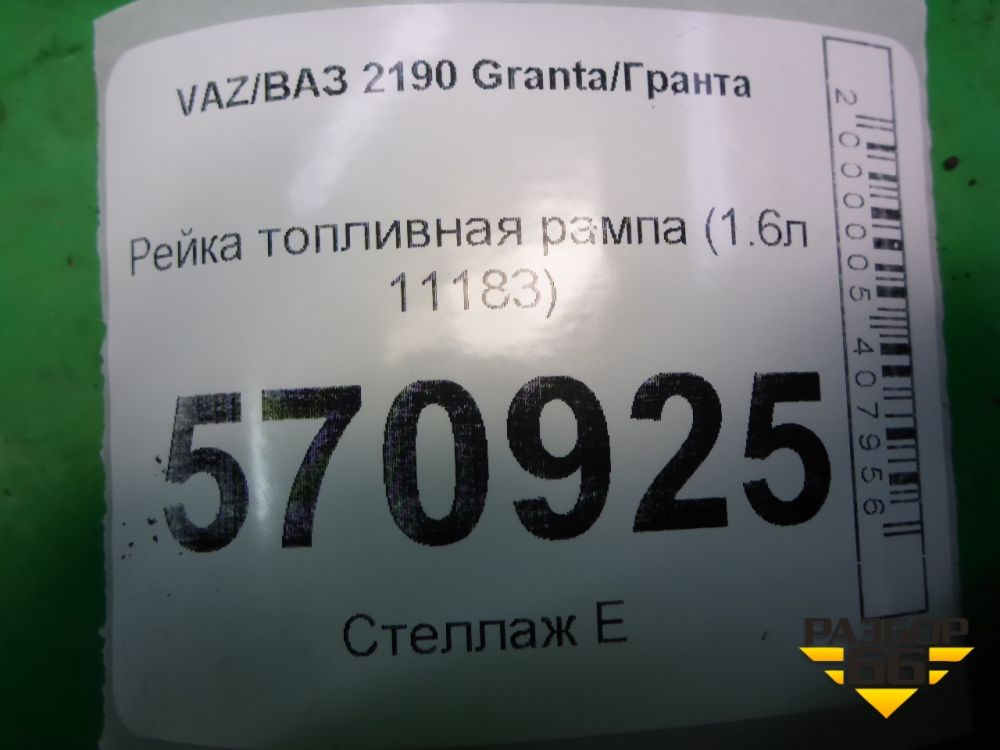 VAZ/ВАЗ 2190 Granta/Гранта
Рейка топливная рампа (1.6л
11183)
570925
Стеллаж Е
2000005407956
РАЗБОР
66